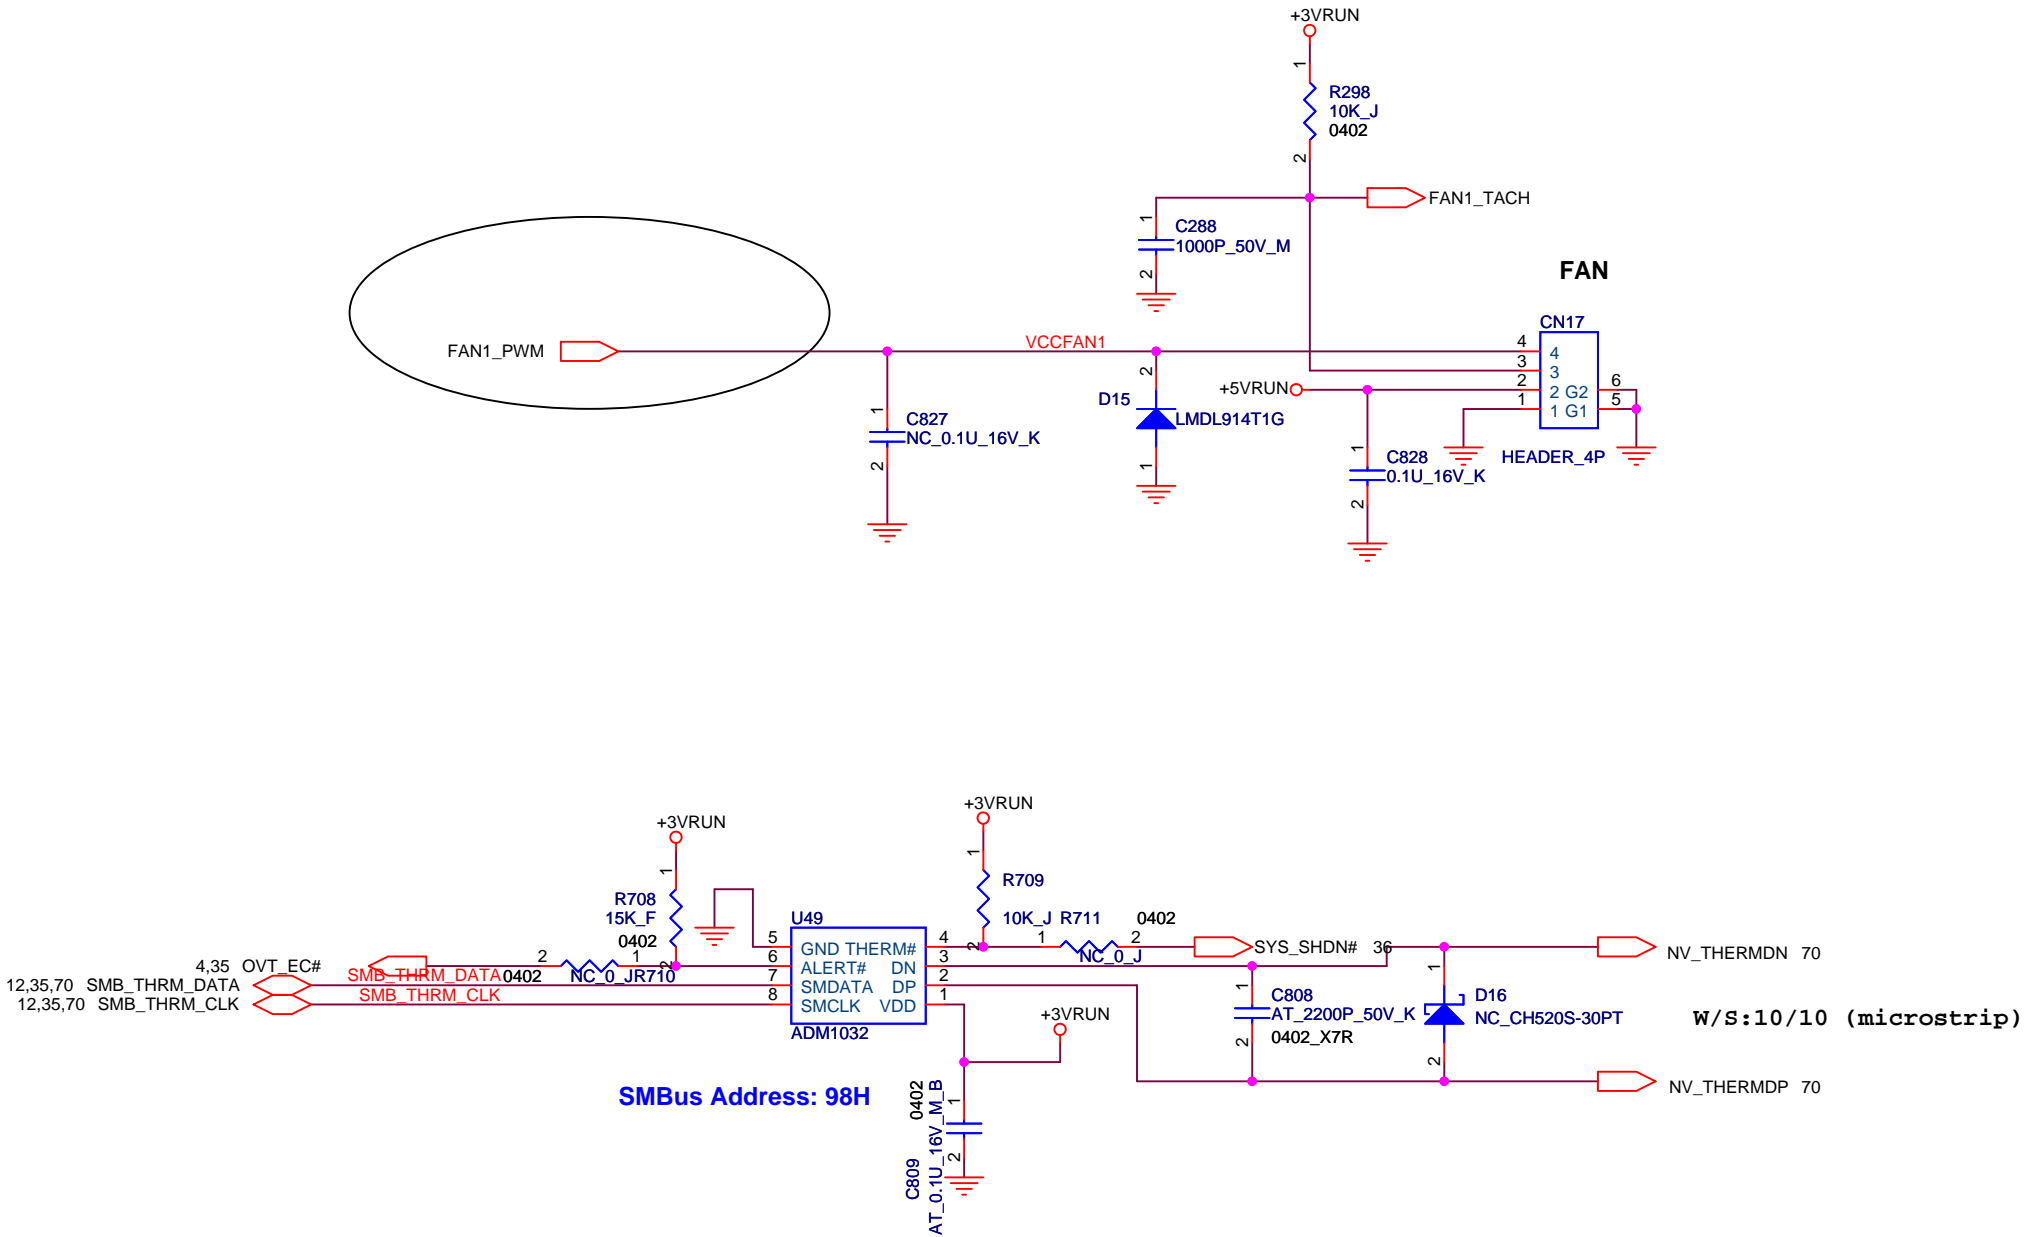 +3VRUN
1
R298
10K_J
0402
2
FAN1_TACH
1
C288
1000P_50V_M
2
FAN
CN17
FAN1_PWM
VCCFAN1
4
4
3
3
2
2 G2
6
1
1 G1
5
+5VRUN
HEADER_4P
2
D15
LMDL914T1G
1
1
C827
NC_0.1U_16V_K
2
1
C828
0.1U_16V_K
2
+3VRUN
1
R708
15K_F
0402
2
+3VRUN
1
R709
10K_J
2
R711
0402
1
2
NC_0_J
SYS_SHDN# 36
U49
5
GND THERM#
4
6
ALERT# DN
3
7
SMDATA DP
2
8
SMCLK VDD
1
ADM1032
4,35 OVT_EC#
2
1
0402
NC_0_J
R710
12,35,70 SMB_THRM_DATA
SMB_THRM_DATA
12,35,70 SMB_THRM_CLK
SMB_THRM_CLK
NV_THERMDN 70
1
C808
AT_2200P_50V_K
0402_X7R
2
1
D16
NC_CH520S-30PT
2
W/S:10/10 (microstrip)
NV_THERMDP 70
+3VRUN
SMBus Address: 98H
1
0402
C809
AT_0.1U_16V_M_B
2